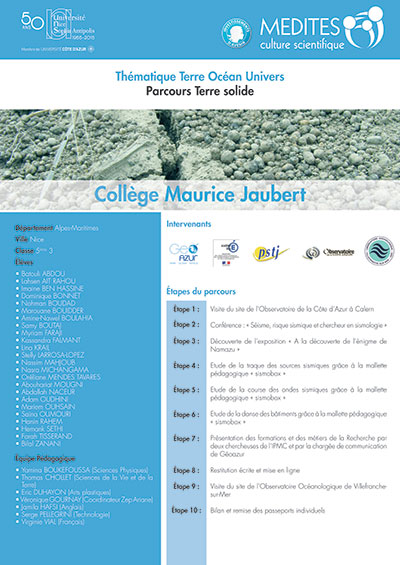 50 ans
Université
Nice
Sophia Antipolis
1965-2015
Membre de l'UNIVERSITÉ CÔTE D'AZUR
INVESTISSEMENTS
D'AVENIR
MEDITES
culture scientifique
Thématique Terre Océan Univers
Parcours Terre solide
Collège Maurice Jaubert
Département Alpes-Maritimes
Ville Nice
Classe 5ème 3
Élèves
• Batouli ABDOU
• Lahsen AIT RAHOU
• Imaine BEN HASSINE
• Dominique BONNET
• Nahman BOUDAD
• Marouane BOUIDDER
• Amine-Nawel BOULAHIA
• Samy BOUTAJ
• Myriam FARAJI
• Kassandra FALMANT
• Lina KRAIL
• Stelly LARROSA-LOPEZ
• Nassim MAHJOUB
• Nasra MICHANGAMA
• Orélione MENDES TAVARES
• Abouharat MOUGNI
• Abdallah NACEUR
• Adam OUDHINI
• Mariem OUHSAIN
• Selma OUMOURI
• Hanin RAHEM
• Hemank SETHI
• Farah TISSERAND
• Bilal ZANANI
Équipe Pédagogique
• Yamina BOUKEFOUSSA (Sciences Physiques)
• Thomas CHOLLET (Sciences de la Vie et de la
Terre)
• Eric DUHAYON (Arts plastiques)
• Véronique GOURNAY (Coordinateur Zep Ariane)
• Jamila HAFSI (Anglais)
• Serge PELLEGRINI (Technologie)
• Virginie VIAL (Français)
Intervenants
GEO
azur
pstj
Observatoire
Étapes du parcours
Étape 1 : Visite du site de l'Observatoire de la Côte d'Azur à Calern
Étape 2 : Conférence : « Séisme, risque sismique et chercheur en sismologie »
Étape 3 : Découverte de l'exposition « A la découverte de l'énigme de
Namazu »
Étape 4 : Etude de la traque des sources sismiques grâce à la mallette
pédagogique « sismobox »
Étape 5 : Etude de la course des ondes sismiques grâce à la mallette
pédagogique « sismobox »
Étape 6 : Etude de la danse des bâtiments grâce à la mallette pédagogique
« sismobox »
Étape 7 : Présentation des formations et des métiers de la Recherche par
deux chercheuses de l'IPMC et par la chargée de communication
de Géoazur
Étape 8 : Restitution écrite et mise en ligne
Étape 9 : Visite du site de l'Observatoire Océanologique de Villefranche-
sur-Mer
Étape 10 : Bilan et remise des passeports individuels